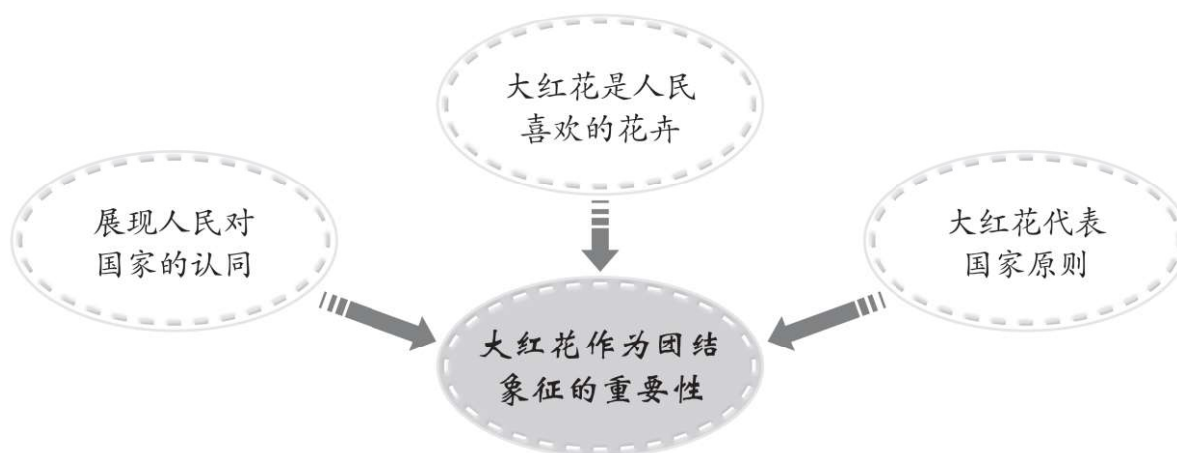 大红花是人民
喜欢的花卉
展现人民对
国家的认同
大红花代表
国家原则
大红花作为团结
象征的重要性